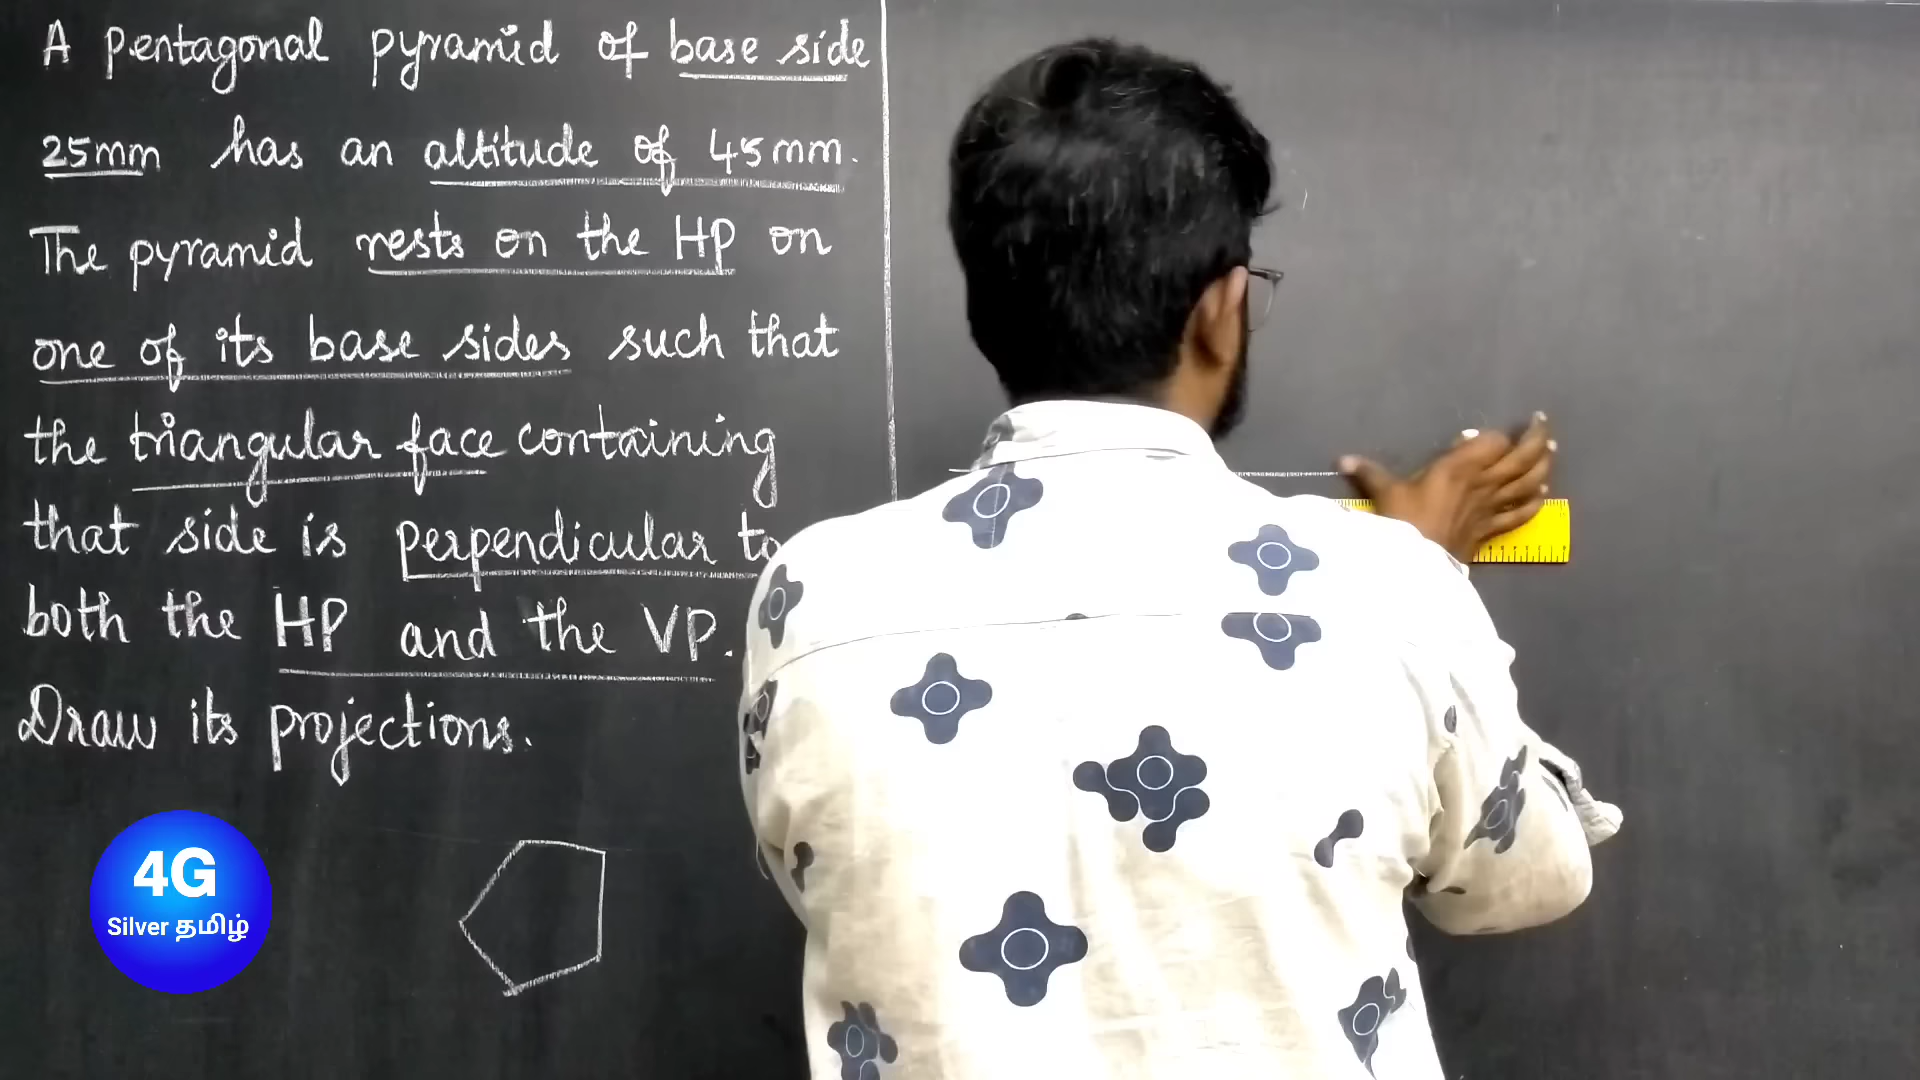 A pentagonal pyramid of base side
25mm has an altitude of 45mm.
The pyramid rests on the HP on
one of its base sides such that
the triangular face containing
that side is perpendicular to
both the HP and the VP.
Draw its projections.
4G
Silver தமிழ்